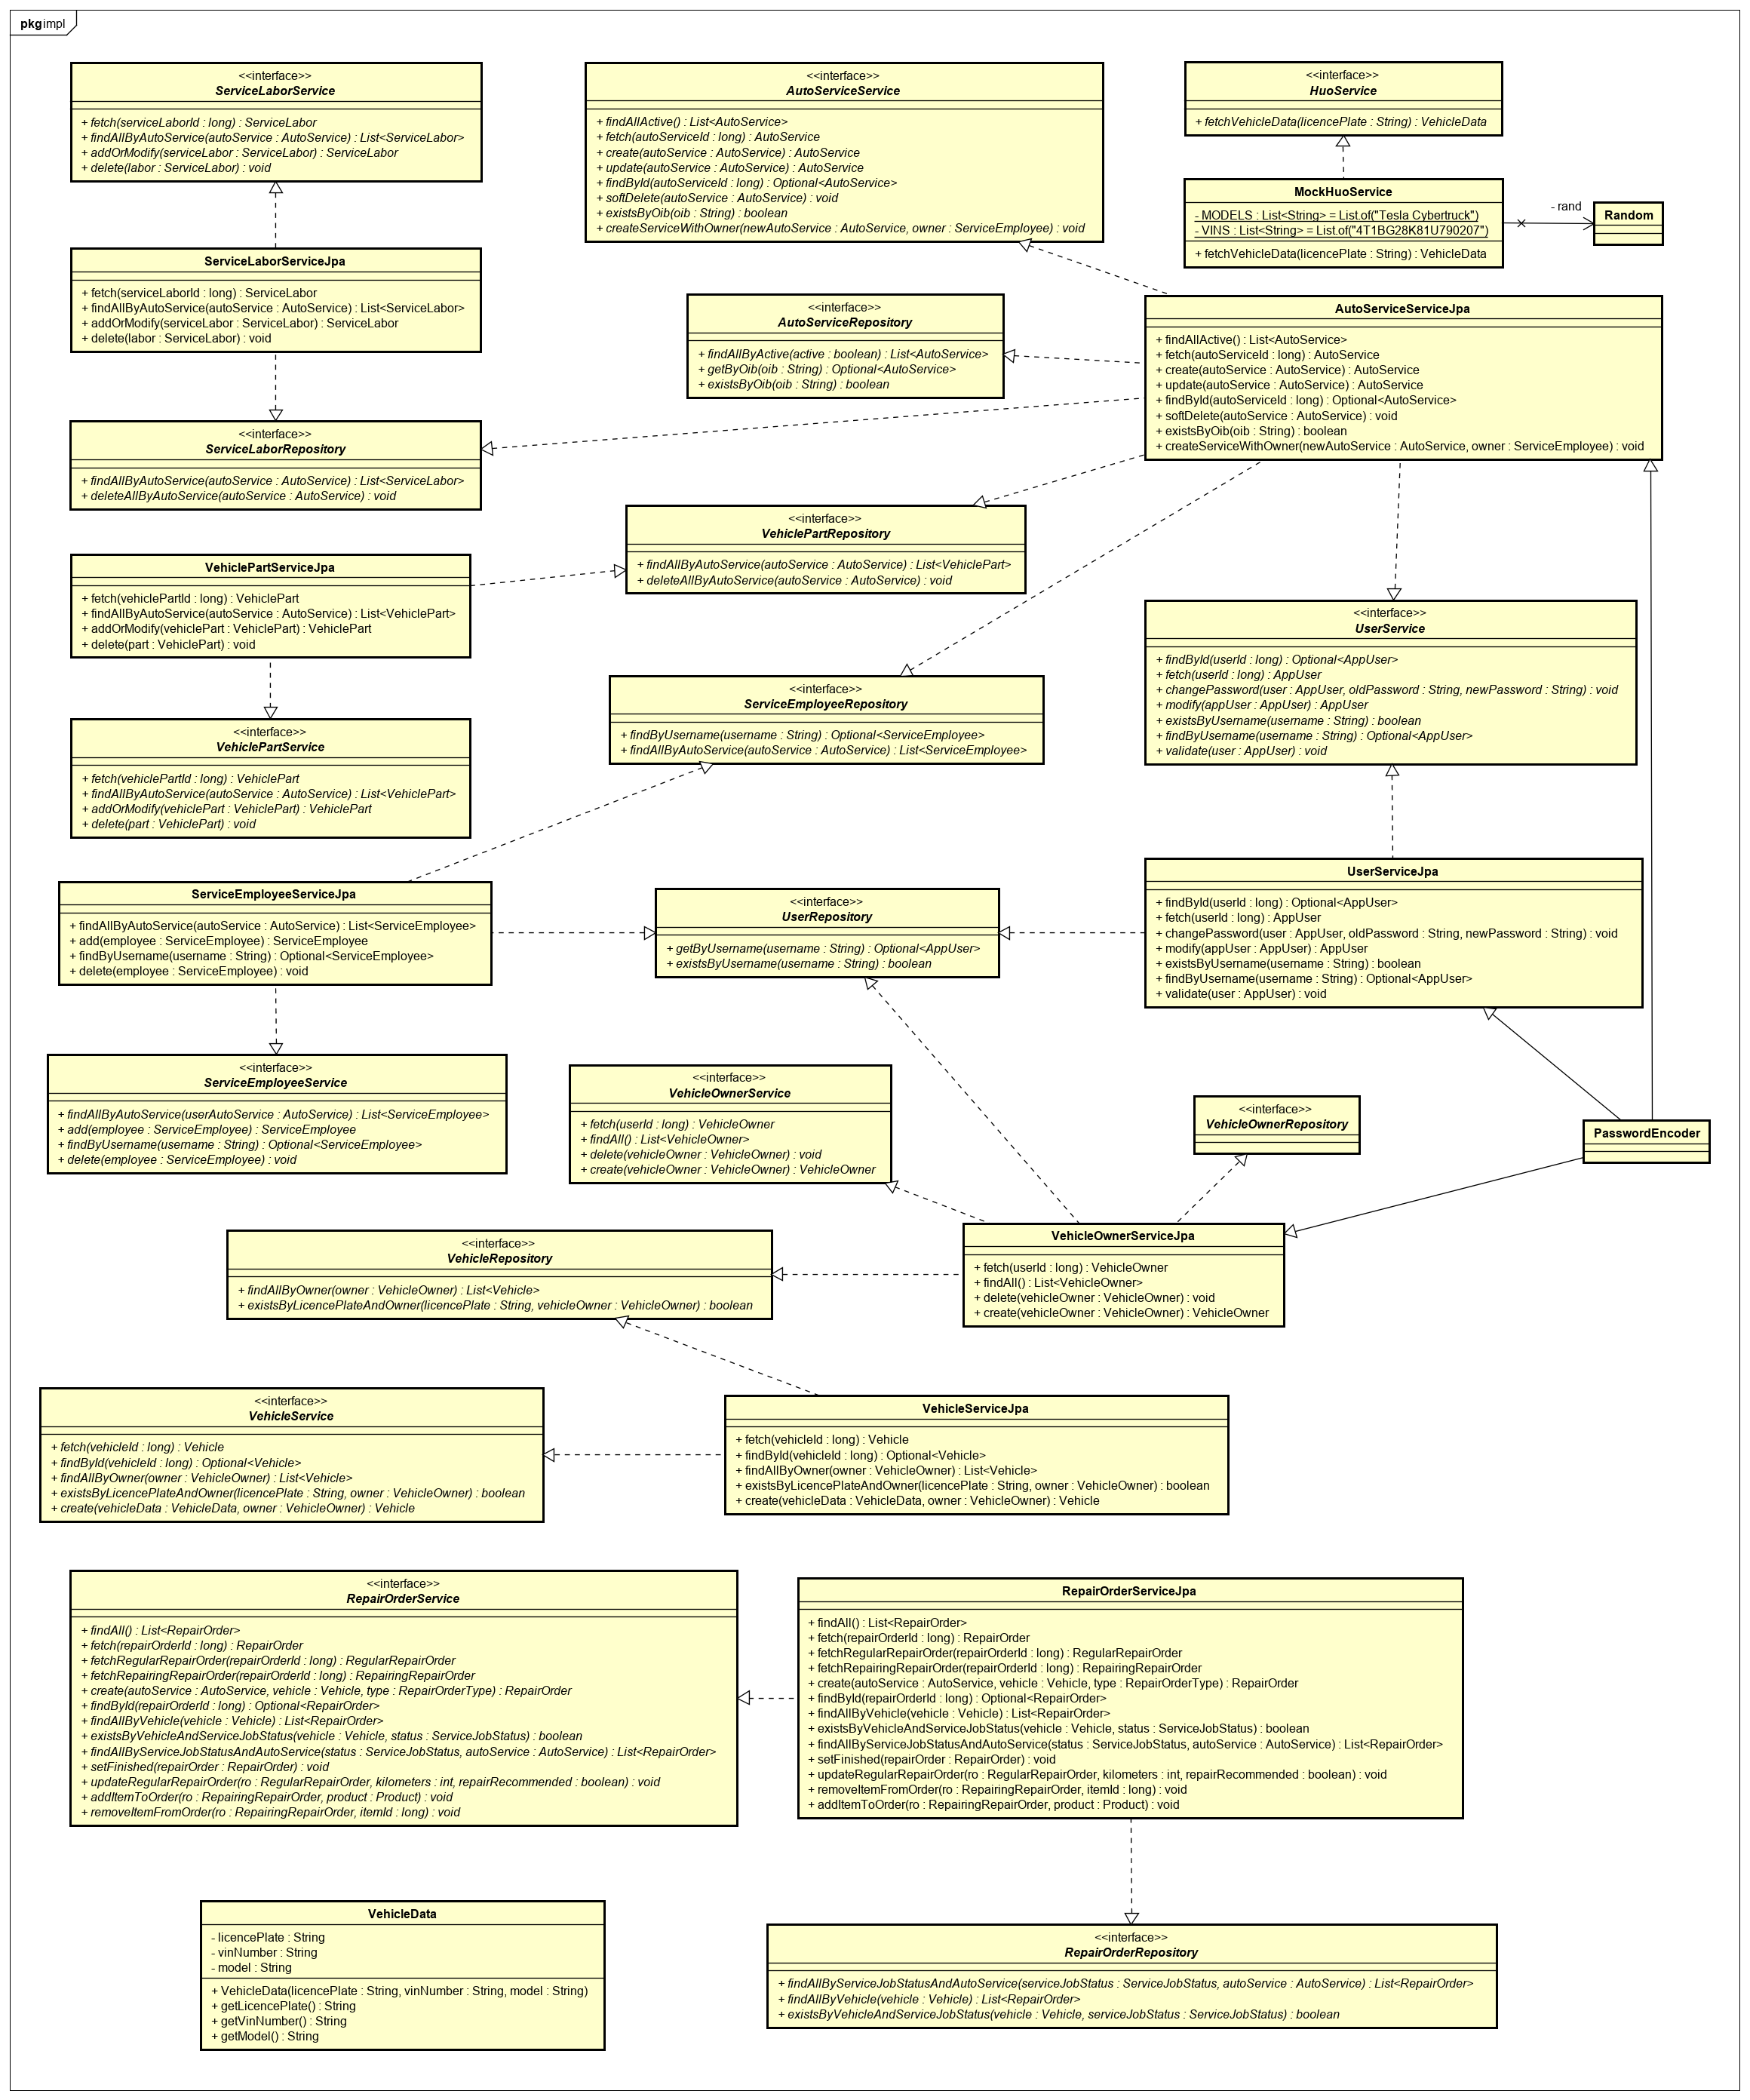 pkg impl
<<interface>>
ServiceLaborService
+ fetch(serviceLaborId : long) : ServiceLabor
+ findAllByAutoService(autoService : AutoService) : List<ServiceLabor>
+ addOrModify(serviceLabor : ServiceLabor) : ServiceLabor
+ delete(labor : ServiceLabor) : void
<<interface>>
AutoServiceService
+ findAllActive() : List<AutoService>
+ fetch(autoServiceId : long) : AutoService
+ create(autoService : AutoService) : AutoService
+ update(autoService : AutoService) : AutoService
+ findById(autoServiceId : long) : Optional<AutoService>
+ softDelete(autoService : AutoService) : void
+ existsByOib(oib : String) : boolean
+ createServiceWithOwner(newAutoService : AutoService, owner : ServiceEmployee) : void
<<interface>>
HuoService
+ fetchVehicleData(licencePlate : String) : VehicleData
MockHuoService
- MODELS : List<String> = List.of("Tesla Cybertruck")
- VINS : List<String> = List.of("4T1BG28K81U790207")
+ fetchVehicleData(licencePlate : String) : VehicleData
- rand
Random
ServiceLaborServiceJpa
+ fetch(serviceLaborId : long) : ServiceLabor
+ findAllByAutoService(autoService : AutoService) : List<ServiceLabor>
+ addOrModify(serviceLabor : ServiceLabor) : ServiceLabor
+ delete(labor : ServiceLabor) : void
<<interface>>
AutoServiceRepository
+ findAllByActive(active : boolean) : List<AutoService>
+ getByOib(oib : String) : Optional<AutoService>
+ existsByOib(oib : String) : boolean
AutoServiceServiceJpa
+ findAllActive() : List<AutoService>
+ fetch(autoServiceId : long) : AutoService
+ create(autoService : AutoService) : AutoService
+ update(autoService : AutoService) : AutoService
+ findById(autoServiceId : long) : Optional<AutoService>
+ softDelete(autoService : AutoService) : void
+ existsByOib(oib : String) : boolean
+ createServiceWithOwner(newAutoService : AutoService, owner : ServiceEmployee) : void
<<interface>>
ServiceLaborRepository
+ findAllByAutoService(autoService : AutoService) : List<ServiceLabor>
+ deleteAllByAutoService(autoService : AutoService) : void
<<interface>>
VehiclePartRepository
+ findAllByAutoService(autoService : AutoService) : List<VehiclePart>
+ deleteAllByAutoService(autoService : AutoService) : void
VehiclePartServiceJpa
+ fetch(vehiclePartId : long) : VehiclePart
+ findAllByAutoService(autoService : AutoService) : List<VehiclePart>
+ addOrModify(vehiclePart : VehiclePart) : VehiclePart
+ delete(part : VehiclePart) : void
<<interface>>
UserService
+ findById(userId : long) : Optional<AppUser>
+ fetch(userId : long) : AppUser
+ changePassword(user : AppUser, oldPassword : String, newPassword : String) : void
+ modify(appUser : AppUser) : AppUser
+ existsByUsername(username : String) : boolean
+ findByUsername(username : String) : Optional<AppUser>
+ validate(user : AppUser) : void
<<interface>>
ServiceEmployeeRepository
+ findByUsername(username : String) : Optional<ServiceEmployee>
+ findAllByAutoService(autoService : AutoService) : List<ServiceEmployee>
<<interface>>
VehiclePartService
+ fetch(vehiclePartId : long) : VehiclePart
+ findAllByAutoService(autoService : AutoService) : List<VehiclePart>
+ addOrModify(vehiclePart : VehiclePart) : VehiclePart
+ delete(part : VehiclePart) : void
ServiceEmployeeServiceJpa
+ findAllByAutoService(autoService : AutoService) : List<ServiceEmployee>
+ add(employee : ServiceEmployee) : ServiceEmployee
+ findByUsername(username : String) : Optional<ServiceEmployee>
+ delete(employee : ServiceEmployee) : void
<<interface>>
UserRepository
+ getByUsername(username : String) : Optional<AppUser>
+ existsByUsername(username : String) : boolean
UserServiceJpa
+ findById(userId : long) : Optional<AppUser>
+ fetch(userId : long) : AppUser
+ changePassword(user : AppUser, oldPassword : String, newPassword : String) : void
+ modify(appUser : AppUser) : AppUser
+ existsByUsername(username : String) : boolean
+ findByUsername(username : String) : Optional<AppUser>
+ validate(user : AppUser) : void
<<interface>>
ServiceEmployeeService
+ findAllByAutoService(userAutoService : AutoService) : List<ServiceEmployee>
+ add(employee : ServiceEmployee) : ServiceEmployee
+ findByUsername(username : String) : Optional<ServiceEmployee>
+ delete(employee : ServiceEmployee) : void
<<interface>>
VehicleOwnerService
+ fetch(userId : long) : VehicleOwner
+ findAll() : List<VehicleOwner>
+ delete(vehicleOwner : VehicleOwner) : void
+ create(vehicleOwner : VehicleOwner) : VehicleOwner
<<interface>>
VehicleOwnerRepository
PasswordEncoder
<<interface>>
VehicleRepository
+ findAllByOwner(owner : VehicleOwner) : List<Vehicle>
+ existsByLicencePlateAndOwner(licencePlate : String, vehicleOwner : VehicleOwner) : boolean
VehicleOwnerServiceJpa
+ fetch(userId : long) : VehicleOwner
+ findAll() : List<VehicleOwner>
+ delete(vehicleOwner : VehicleOwner) : void
+ create(vehicleOwner : VehicleOwner) : VehicleOwner
<<interface>>
VehicleService
+ fetch(vehicleId : long) : Vehicle
+ findById(vehicleId : long) : Optional<Vehicle>
+ findAllByOwner(owner : VehicleOwner) : List<Vehicle>
+ existsByLicencePlateAndOwner(licencePlate : String, owner : VehicleOwner) : boolean
+ create(vehicleData : VehicleData, owner : VehicleOwner) : Vehicle
VehicleServiceJpa
+ fetch(vehicleId : long) : Vehicle
+ findById(vehicleId : long) : Optional<Vehicle>
+ findAllByOwner(owner : VehicleOwner) : List<Vehicle>
+ existsByLicencePlateAndOwner(licencePlate : String, owner : VehicleOwner) : boolean
+ create(vehicleData : VehicleData, owner : VehicleOwner) : Vehicle
<<interface>>
RepairOrderService
+ findAll() : List<RepairOrder>
+ fetch(repairOrderId : long) : RepairOrder
+ fetchRegularRepairOrder(repairOrderId : long) : RegularRepairOrder
+ fetchRepairingRepairOrder(repairOrderId : long) : RepairingRepairOrder
+ create(autoService : AutoService, vehicle : Vehicle, type : RepairOrderType) : RepairOrder
+ findById(repairOrderId : long) : Optional<RepairOrder>
+ findAllByVehicle(vehicle : Vehicle) : List<RepairOrder>
+ existsByVehicleAndServiceJobStatus(vehicle : Vehicle, status : ServiceJobStatus) : boolean
+ findAllByServiceJobStatusAndAutoService(status : ServiceJobStatus, autoService : AutoService) : List<RepairOrder>
+ setFinished(repairOrder : RepairOrder) : void
+ updateRegularRepairOrder(ro : RegularRepairOrder, kilometers : int, repairRecommended : boolean) : void
+ addItemToOrder(ro : RepairingRepairOrder, product : Product) : void
+ removeItemFromOrder(ro : RepairingRepairOrder, itemId : long) : void
RepairOrderServiceJpa
+ findAll() : List<RepairOrder>
+ fetch(repairOrderId : long) : RepairOrder
+ fetchRegularRepairOrder(repairOrderId : long) : RegularRepairOrder
+ fetchRepairingRepairOrder(repairOrderId : long) : RepairingRepairOrder
+ create(autoService : AutoService, vehicle : Vehicle, type : RepairOrderType) : RepairOrder
+ findById(repairOrderId : long) : Optional<RepairOrder>
+ findAllByVehicle(vehicle : Vehicle) : List<RepairOrder>
+ existsByVehicleAndServiceJobStatus(vehicle : Vehicle, status : ServiceJobStatus) : boolean
+ findAllByServiceJobStatusAndAutoService(status : ServiceJobStatus, autoService : AutoService) : List<RepairOrder>
+ setFinished(repairOrder : RepairOrder) : void
+ updateRegularRepairOrder(ro : RegularRepairOrder, kilometers : int, repairRecommended : boolean) : void
+ removeItemFromOrder(ro : RepairingRepairOrder, itemId : long) : void
+ addItemToOrder(ro : RepairingRepairOrder, product : Product) : void
VehicleData
- licencePlate : String
- vinNumber : String
- model : String
+ VehicleData(licencePlate : String, vinNumber : String, model : String)
+ getLicencePlate() : String
+ getVinNumber() : String
+ getModel() : String
<<interface>>
RepairOrderRepository
+ findAllByServiceJobStatusAndAutoService(serviceJobStatus : ServiceJobStatus, autoService : AutoService) : List<RepairOrder>
+ findAllByVehicle(vehicle : Vehicle) : List<RepairOrder>
+ existsByVehicleAndServiceJobStatus(vehicle : Vehicle, serviceJobStatus : ServiceJobStatus) : boolean